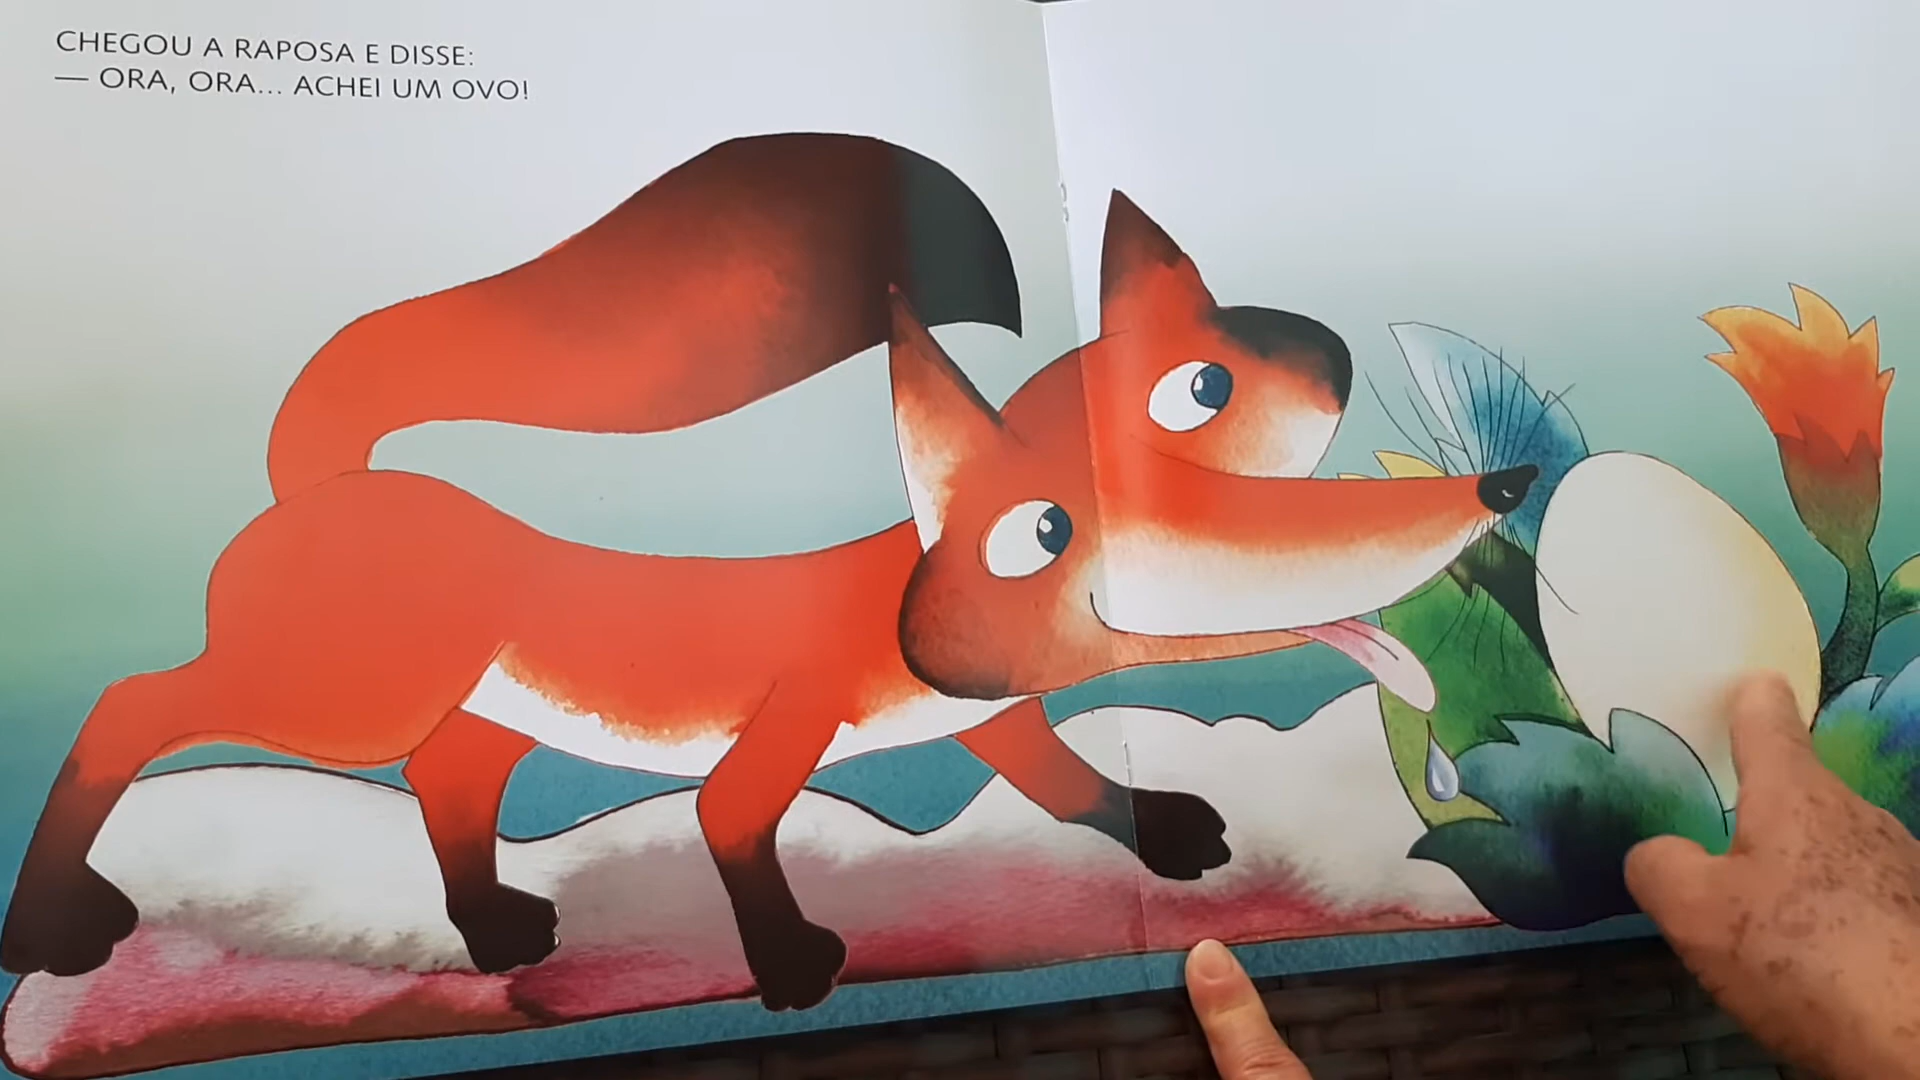 CHEGOU A RAPOSA E DISSE:
— ORA, ORA... ACHEI UM OVO!